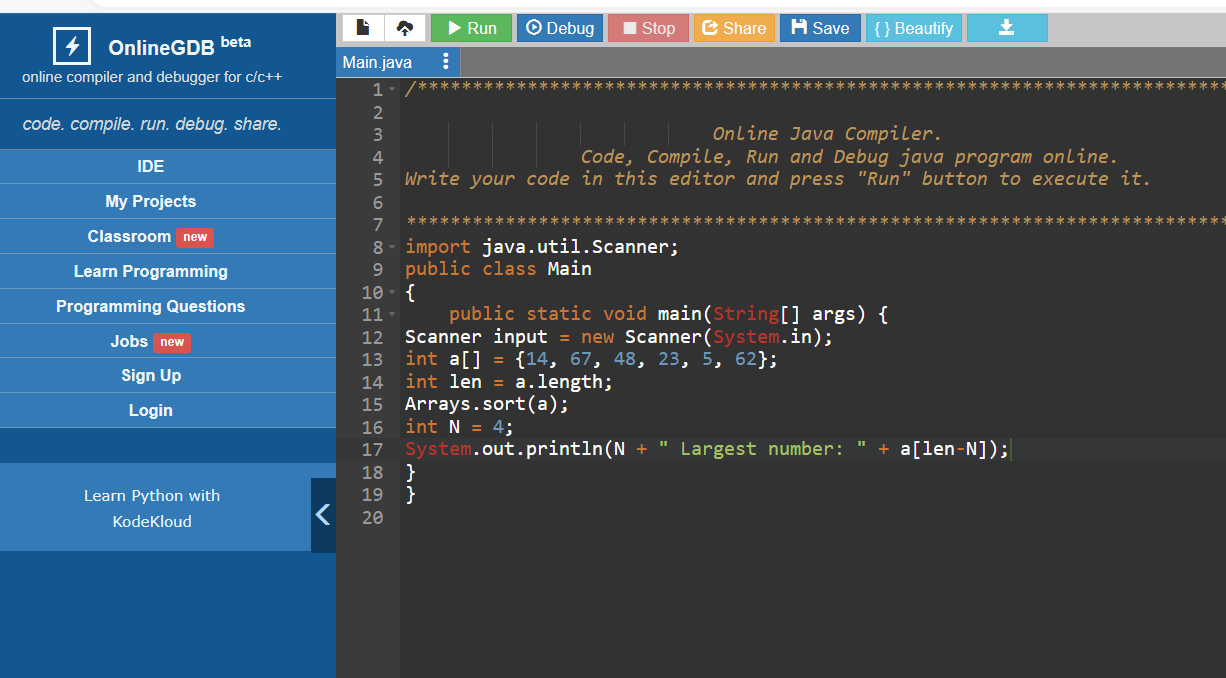 OnlineGDB beta
online compiler and debugger for c/c++
code. compile. run. debug. share.
IDE
My Projects
Classroom new
Learn Programming
Programming Questions
Jobs new
Sign Up
Login
Learn Python with
KodeKloud
Run Debug Stop Share Save { } Beautify
Main.java
1 /**************************************************************************
2
3 Online Java Compiler.
4 Code, Compile, Run and Debug java program online.
5 Write your code in this editor and press "Run" button to execute it.
6
7 ***************************************************************************
8 import java.util.Scanner;
9 public class Main
10 {
11 public static void main(String[] args) {
12 Scanner input = new Scanner(System.in);
13 int a[] = {14, 67, 48, 23, 5, 62};
14 int len = a.length;
15 Arrays.sort(a);
16 int N = 4;
17 System.out.println(N + " Largest number: " + a[len-N]);
18 }
19 }
20